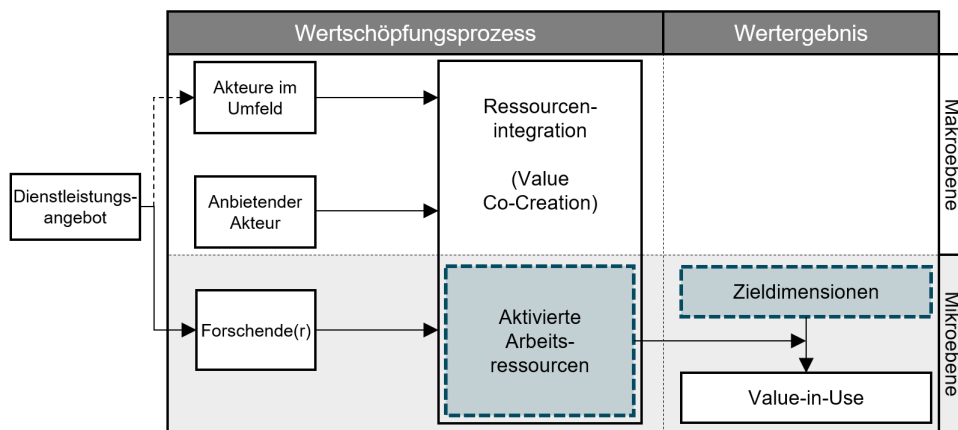 Wertschöpfungsprozess
Wertergebnis
Akteure im
Umfeld
Ressourcen-
integration
(Value
Co-Creation)
Makroebene
Dienstleistungs-
angebot
Anbietender
Akteur
Forschende(r)
Aktivierte
Arbeits-
ressourcen
Zieldimensionen
Value-in-Use
Mikroebene